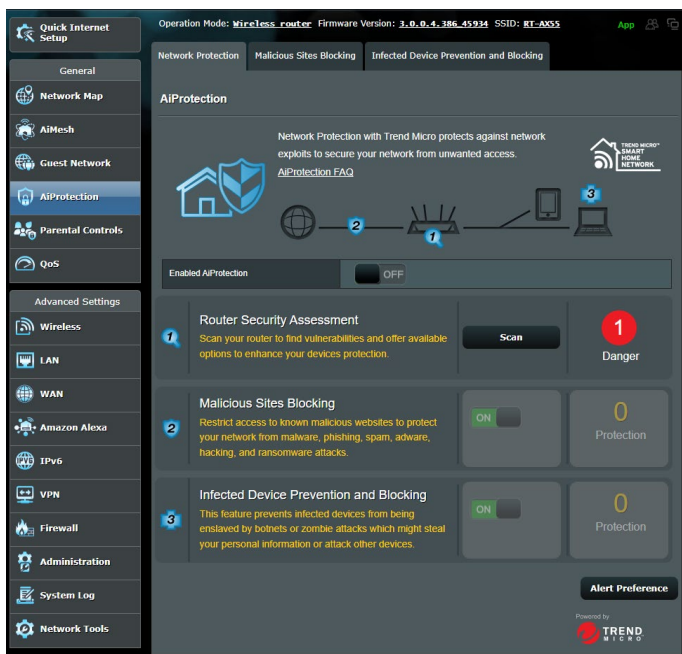 Quick Internet
Setup
General
Network Map
AiMesh
Guest Network
AiProtection
Parental Controls
QoS
Advanced Settings
Wireless
LAN
WAN
Amazon Alexa
IPv6
VPN
Firewall
Administration
System Log
Network Tools
Operation Mode: Wireless router Firmware Version: 3.0.0.4.386_45934 SSID: RT-AX55 App
Network Protection Malicious Sites Blocking Infected Device Prevention and Blocking
AiProtection
Network Protection with Trend Micro protects against network
exploits to secure your network from unwanted access.
AiProtection FAQ
TREND MICRO™
SMART
HOME
NETWORK
3
2
1
Enabled AiProtection OFF
1
Router Security Assessment
Scan your router to find vulnerabilities and offer available
options to enhance your devices protection.
Scan
1
Danger
2
Malicious Sites Blocking
Restrict access to known malicious websites to protect
your network from malware, phishing, spam, adware,
hacking, and ransomware attacks.
ON
0
Protection
3
Infected Device Prevention and Blocking
This feature prevents infected devices from being
enslaved by botnets or zombie attacks which might steal
your personal information or attack other devices.
ON
0
Protection
Alert Preference
Powered by
TREND
MICRO